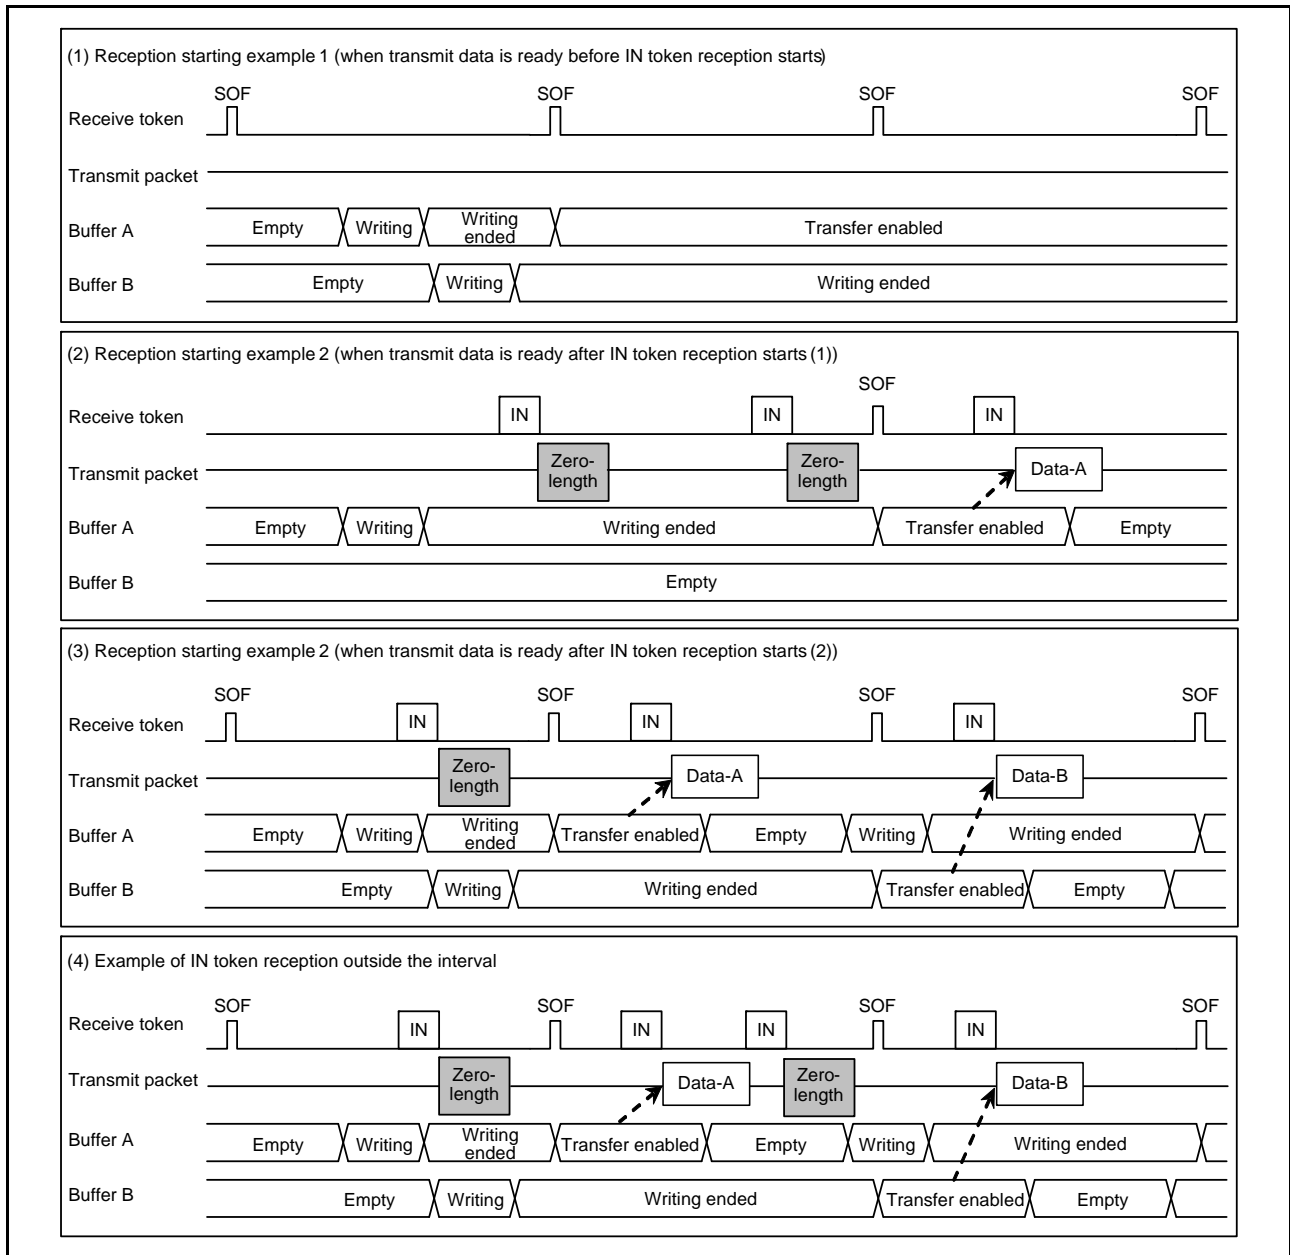 (1) Reception starting example 1 (when transmit data is ready before IN token reception starts)
SOF SOF SOF SOF
Receive token
Transmit packet
Buffer A Empty Writing Writing ended Transfer enabled
Buffer B Empty Writing Writing ended
(2) Reception starting example 2 (when transmit data is ready after IN token reception starts (1))
SOF
Receive token IN IN IN
Transmit packet Zero-length Zero-length Data-A
Buffer A Empty Writing Writing ended Transfer enabled Empty
Buffer B Empty
(3) Reception starting example 2 (when transmit data is ready after IN token reception starts (2))
SOF SOF SOF SOF
Receive token IN IN IN
Transmit packet Zero-length Data-A Data-B
Buffer A Empty Writing Writing ended Transfer enabled Empty Writing Writing ended
Buffer B Empty Writing Writing ended Transfer enabled Empty
(4) Example of IN token reception outside the interval
SOF SOF SOF SOF
Receive token IN IN IN IN
Transmit packet Zero-length Data-A Zero-length Data-B
Buffer A Empty Writing Writing ended Transfer enabled Empty Writing Writing ended
Buffer B Empty Writing Writing ended Transfer enabled Empty